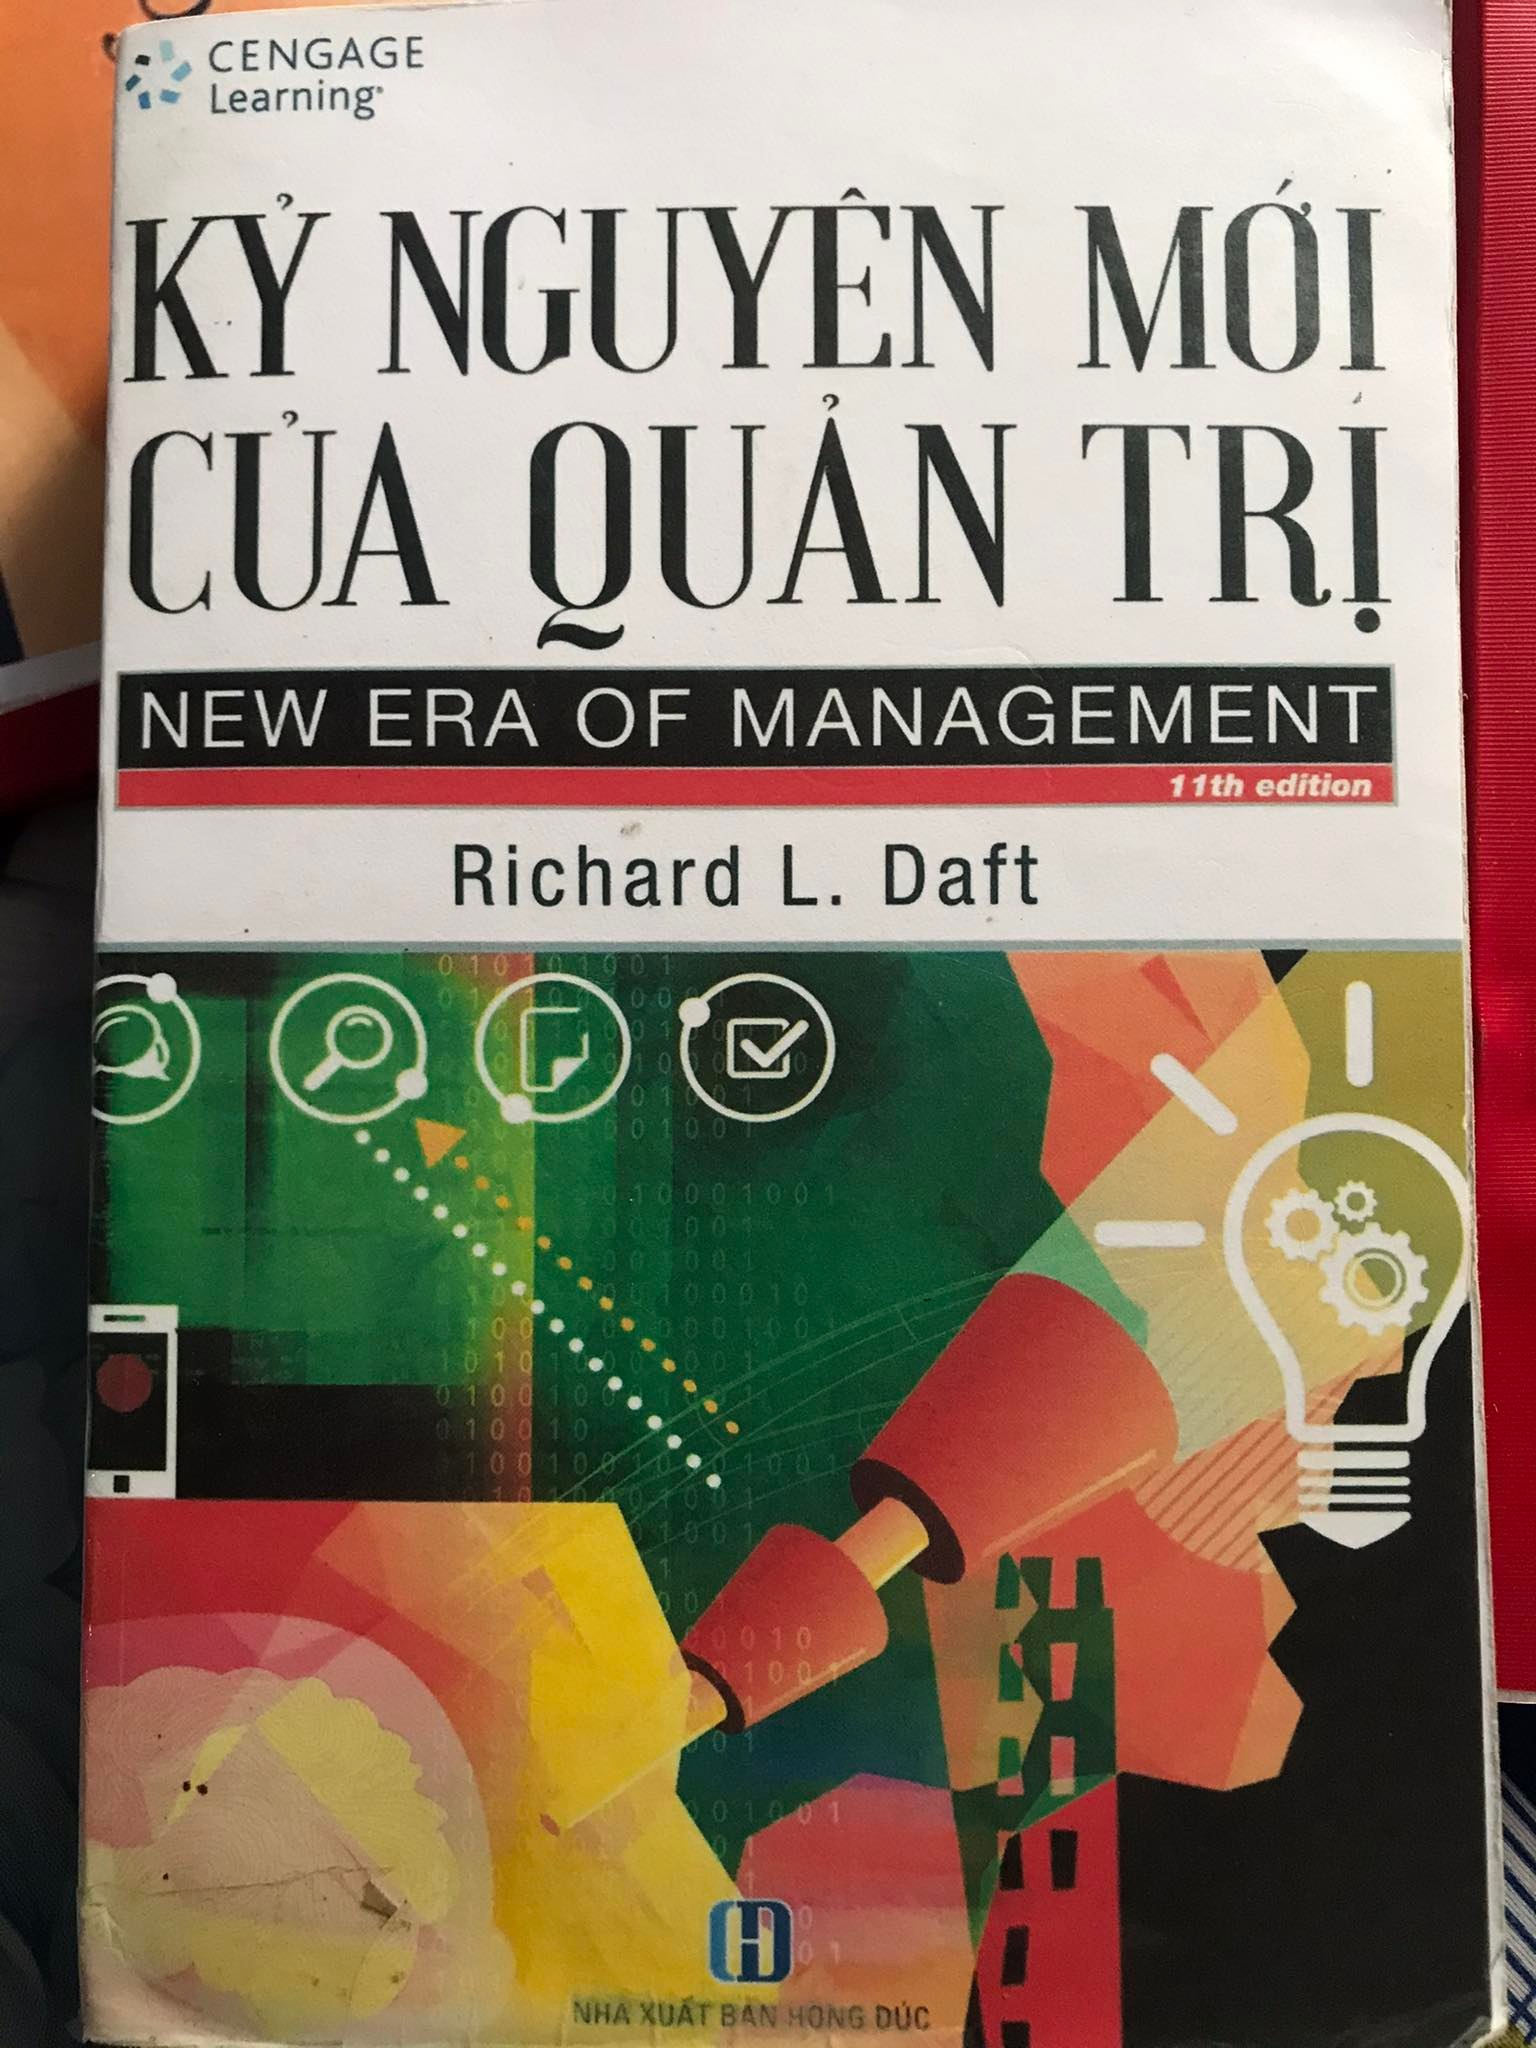 CENGAGE
Learning®
KỶ NGUYÊN MỚI
CỦA QUẢN TRỊ
NEW ERA OF MANAGEMENT
11th edition
Richard L. Daft
NHÀ XUẤT BẢN HỒNG ĐỨC